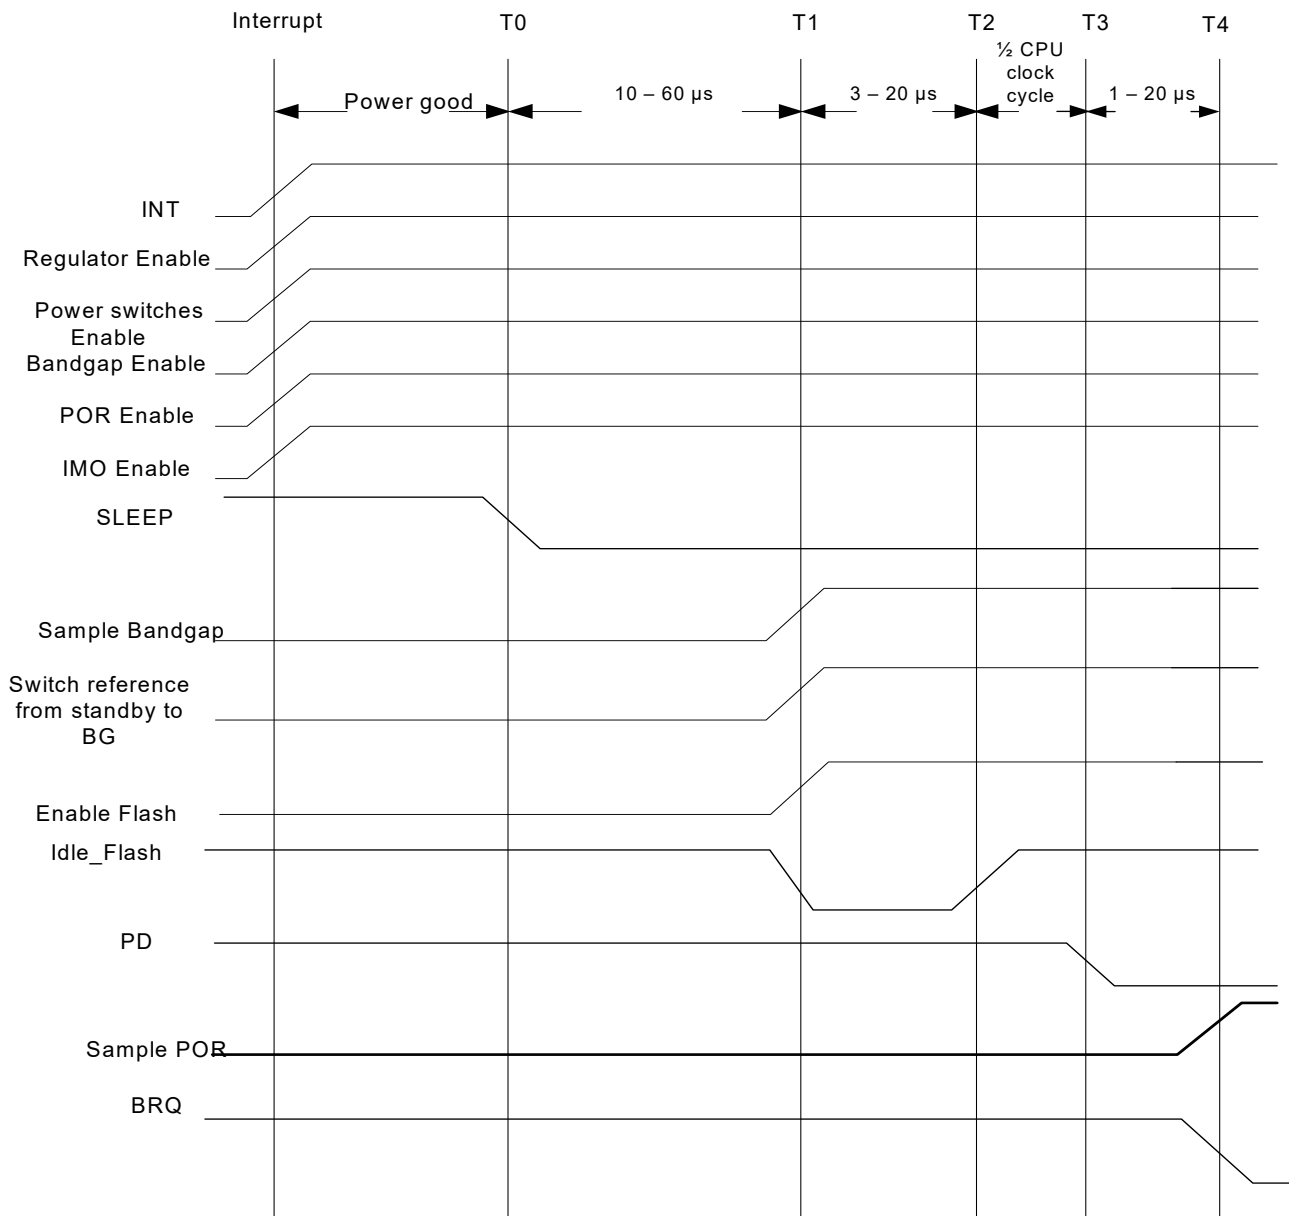 Interrupt T0 T1 T2 T3 T4
½ CPU
clock
cycle
Power good 10 – 60 µs 3 – 20 µs 1 – 20 µs
INT
Regulator Enable
Power switches
Enable
Bandgap Enable
POR Enable
IMO Enable
SLEEP
Sample Bandgap
Switch reference
from standby to
BG
Enable Flash
Idle_Flash
PD
Sample POR
BRQ